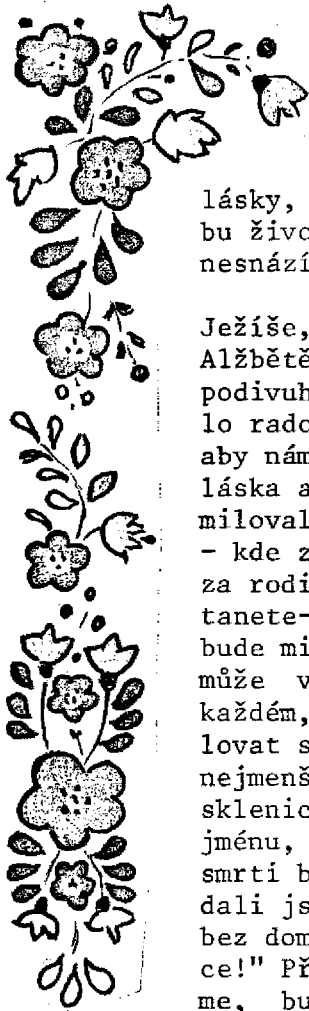 lásky,
bu živo
nesnází

Ježíše,
Alžbětě
podivuh
lo rado
aby nám
láska a
miloval
- kde z
za rodi
tanete-
bude mi
může v
každém,
lovat s
nejmenš
sklenic
jménu,
smrti b
dali js
bez dom
ce!" Př
me, bu